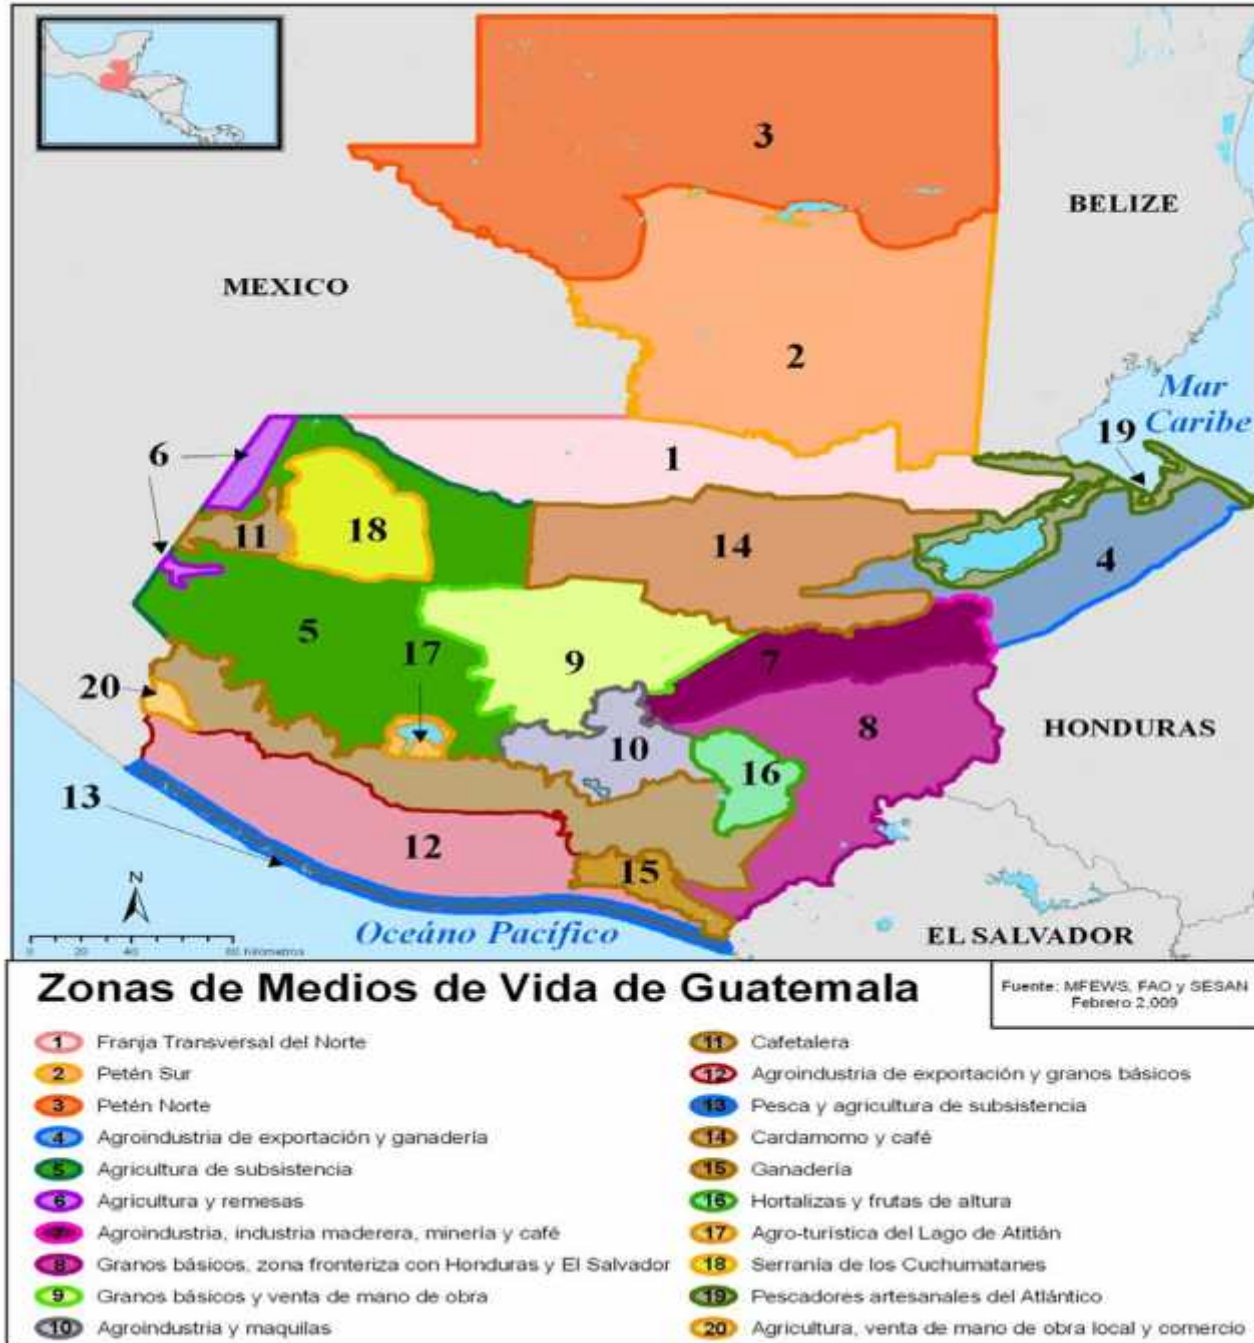 3
BELIZE
MEXICO
2
Mar
Caribe
6
19
1
11
18
14
4
5
17
9
7
20
8
HONDURAS
10
16
13
12
15
N
0 20 40 80 Kilometros
Oceáno Pacífico
EL SALVADOR
Zonas de Medios de Vida de Guatemala
Fuente: MFEWS, FAO y SESAN
Febrero 2,009
1 Franja Transversal del Norte
2 Petén Sur
3 Petén Norte
4 Agroindustria de exportación y ganadería
5 Agricultura de subsistencia
6 Agricultura y remesas
7 Agroindustria, industria maderera, minería y café
8 Granos básicos, zona fronteriza con Honduras y El Salvador
9 Granos básicos y venta de mano de obra
10 Agroindustria y maquilas
11 Cafetalera
12 Agroindustria de exportación y granos básicos
13 Pesca y agricultura de subsistencia
14 Cardamomo y café
15 Ganadería
16 Hortalizas y frutas de altura
17 Agro-turística del Lago de Atitlán
18 Serranía de los Cuchumatanes
19 Pescadores artesanales del Atlántico
20 Agricultura, venta de mano de obra local y comercio